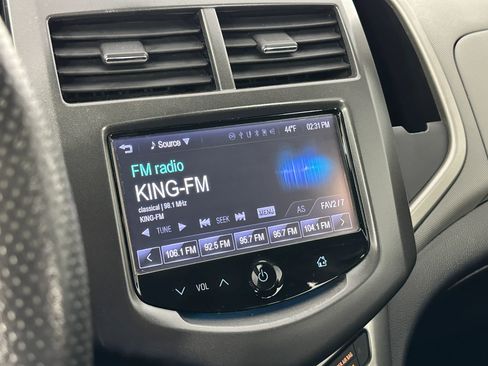 ♪ Source ▼ 44°F 02:31 PM
FM radio
KING-FM
classical | 98.1 MHz
KING-FM
◀ TUNE ▶ ⏮ SEEK ⏭ MENU AS FAV2 / 7
< 106.1 FM 92.5 FM 95.7 FM 95.7 FM 104.1 FM >
VOL